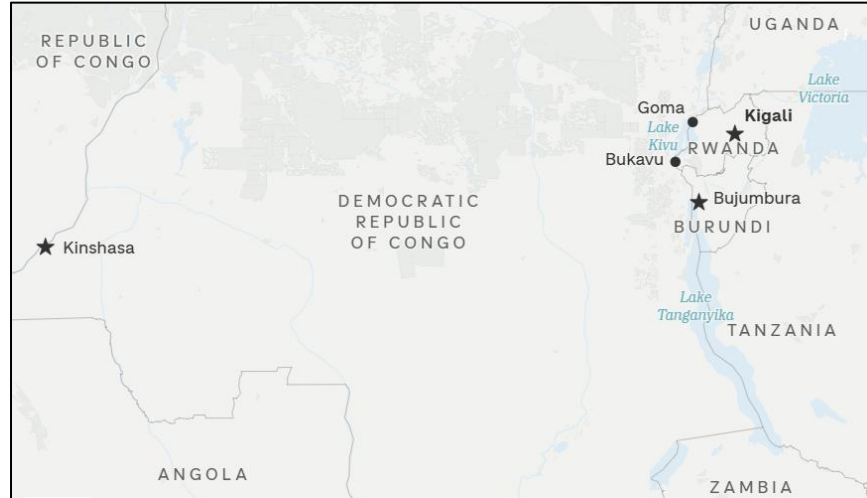 UGANDA
REPUBLIC
OF CONGO
Lake
Victoria
Goma
Kigali
Lake
Kivu
RWANDA
Bukavu
DEMOCRATIC
REPUBLIC
OF CONGO
Bujumbura
BURUNDI
Kinshasa
Lake
Tanganyika
TANZANIA
ANGOLA
ZAMBIA